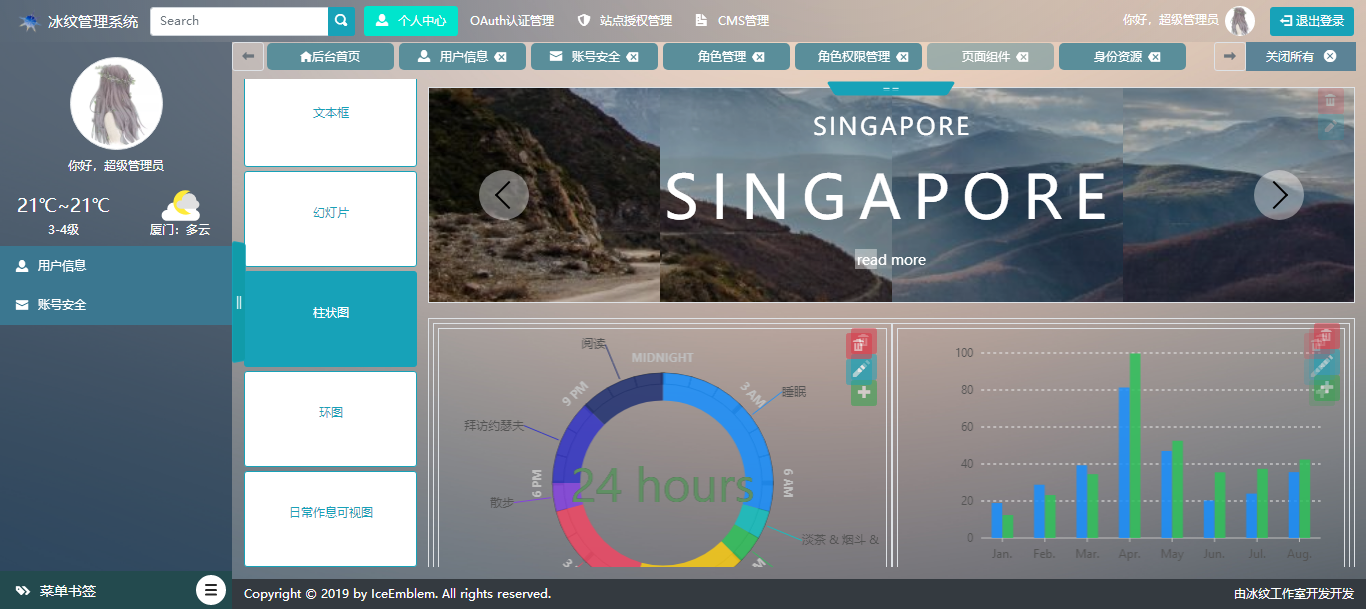 冰纹管理系统
Search
个人中心
OAuth认证管理
站点授权管理
CMS管理
你好，超级管理员
退出登录
后台首页
用户信息
账号安全
角色管理
角色权限管理
页面组件
身份资源
关闭所有
你好，超级管理员
21℃~21℃
3-4级
厦门：多云
用户信息
账号安全
菜单书签
文本框
幻灯片
柱状图
环图
日常作息可视图
SINGAPORE
SINGAPORE
read more
阅读
MIDNIGHT
9 PM
3 AM
睡眠
拜访约瑟夫
24 hours
6 PM
6 AM
散步
淡茶 & 烟斗 &
100
80
60
40
20
0
Jan. Feb. Mar. Apr. May Jun. Jul. Aug.
Copyright © 2019 by IceEmblem. All rights reserved.
由冰纹工作室开发开发